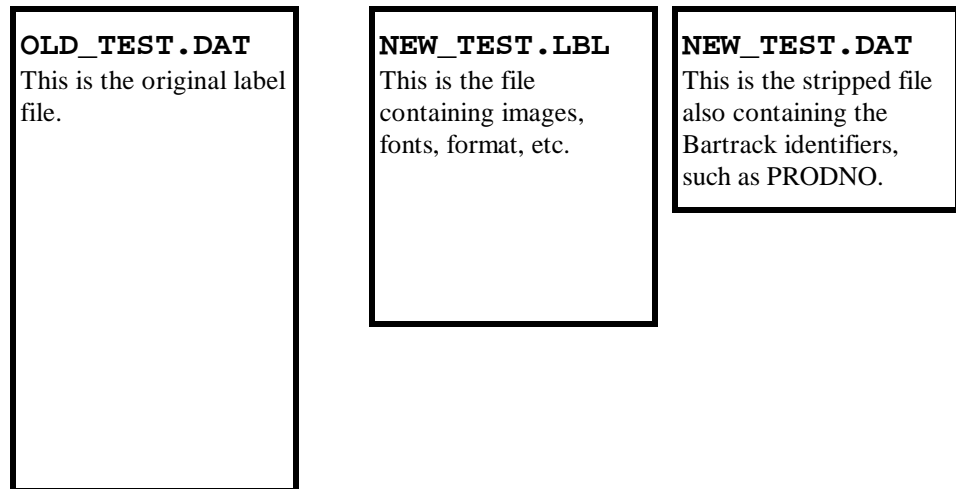 OLD_TEST.DAT
This is the original label
file.
NEW_TEST.LBL
This is the file
containing images,
fonts, format, etc.
NEW_TEST.DAT
This is the stripped file
also containing the
Bartrack identifiers,
such as PRODNO.